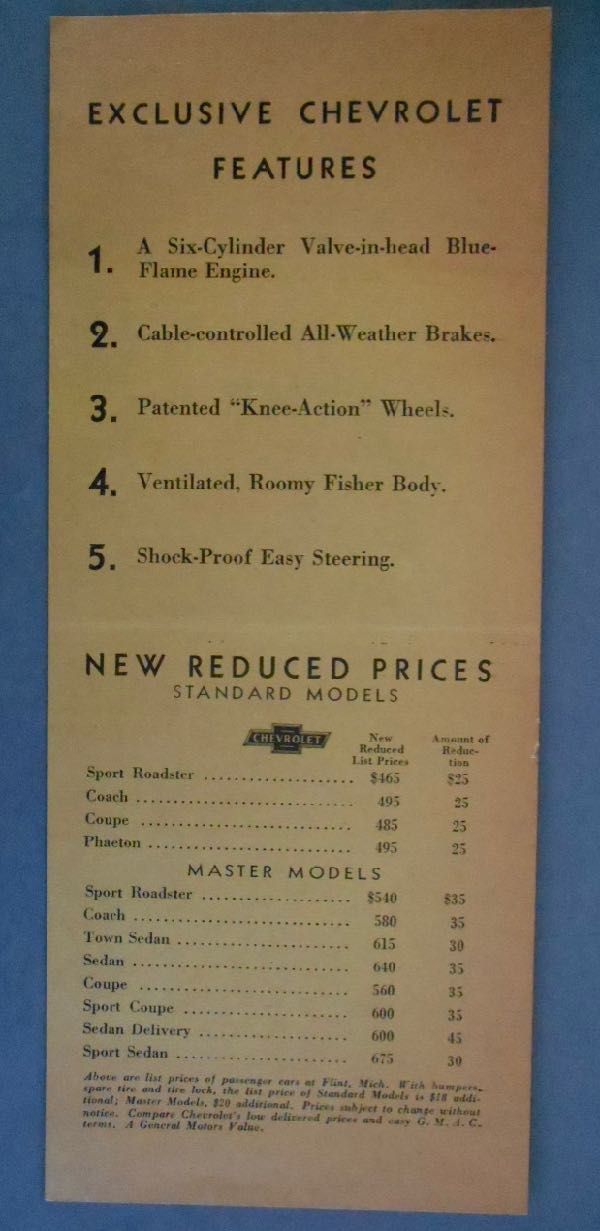 EXCLUSIVE CHEVROLET
FEATURES
1. A Six-Cylinder Valve-in-head Blue-
Flame Engine.
2. Cable-controlled All-Weather Brakes.
3. Patented “Knee-Action” Wheels.
4. Ventilated, Roomy Fisher Body.
5. Shock-Proof Easy Steering.
NEW REDUCED PRICES
STANDARD MODELS
CHEVROLET
New Reduced List Prices
Amount of Reduc-tion
Sport Roadster .................... $465 $25
Coach ............................. 495 25
Coupe ............................ 485 25
Phaeton ........................... 495 25
MASTER MODELS
Sport Roadster .................... $540 $35
Coach ............................. 580 35
Town Sedan ....................... 615 30
Sedan ............................. 640 35
Coupe ............................. 560 35
Sport Coupe ...................... 600 35
Sedan Delivery .................... 600 45
Sport Sedan ....................... 675 30
Above are list prices of passenger cars at Flint, Mich. With bumpers,
spare tire and tire lock, the list price of Standard Models is $18 addi-
tional; Master Models, $20 additional. Prices subject to change without
notice. Compare Chevrolet's low delivered prices and easy G. M. A. C.
terms. A General Motors Value.